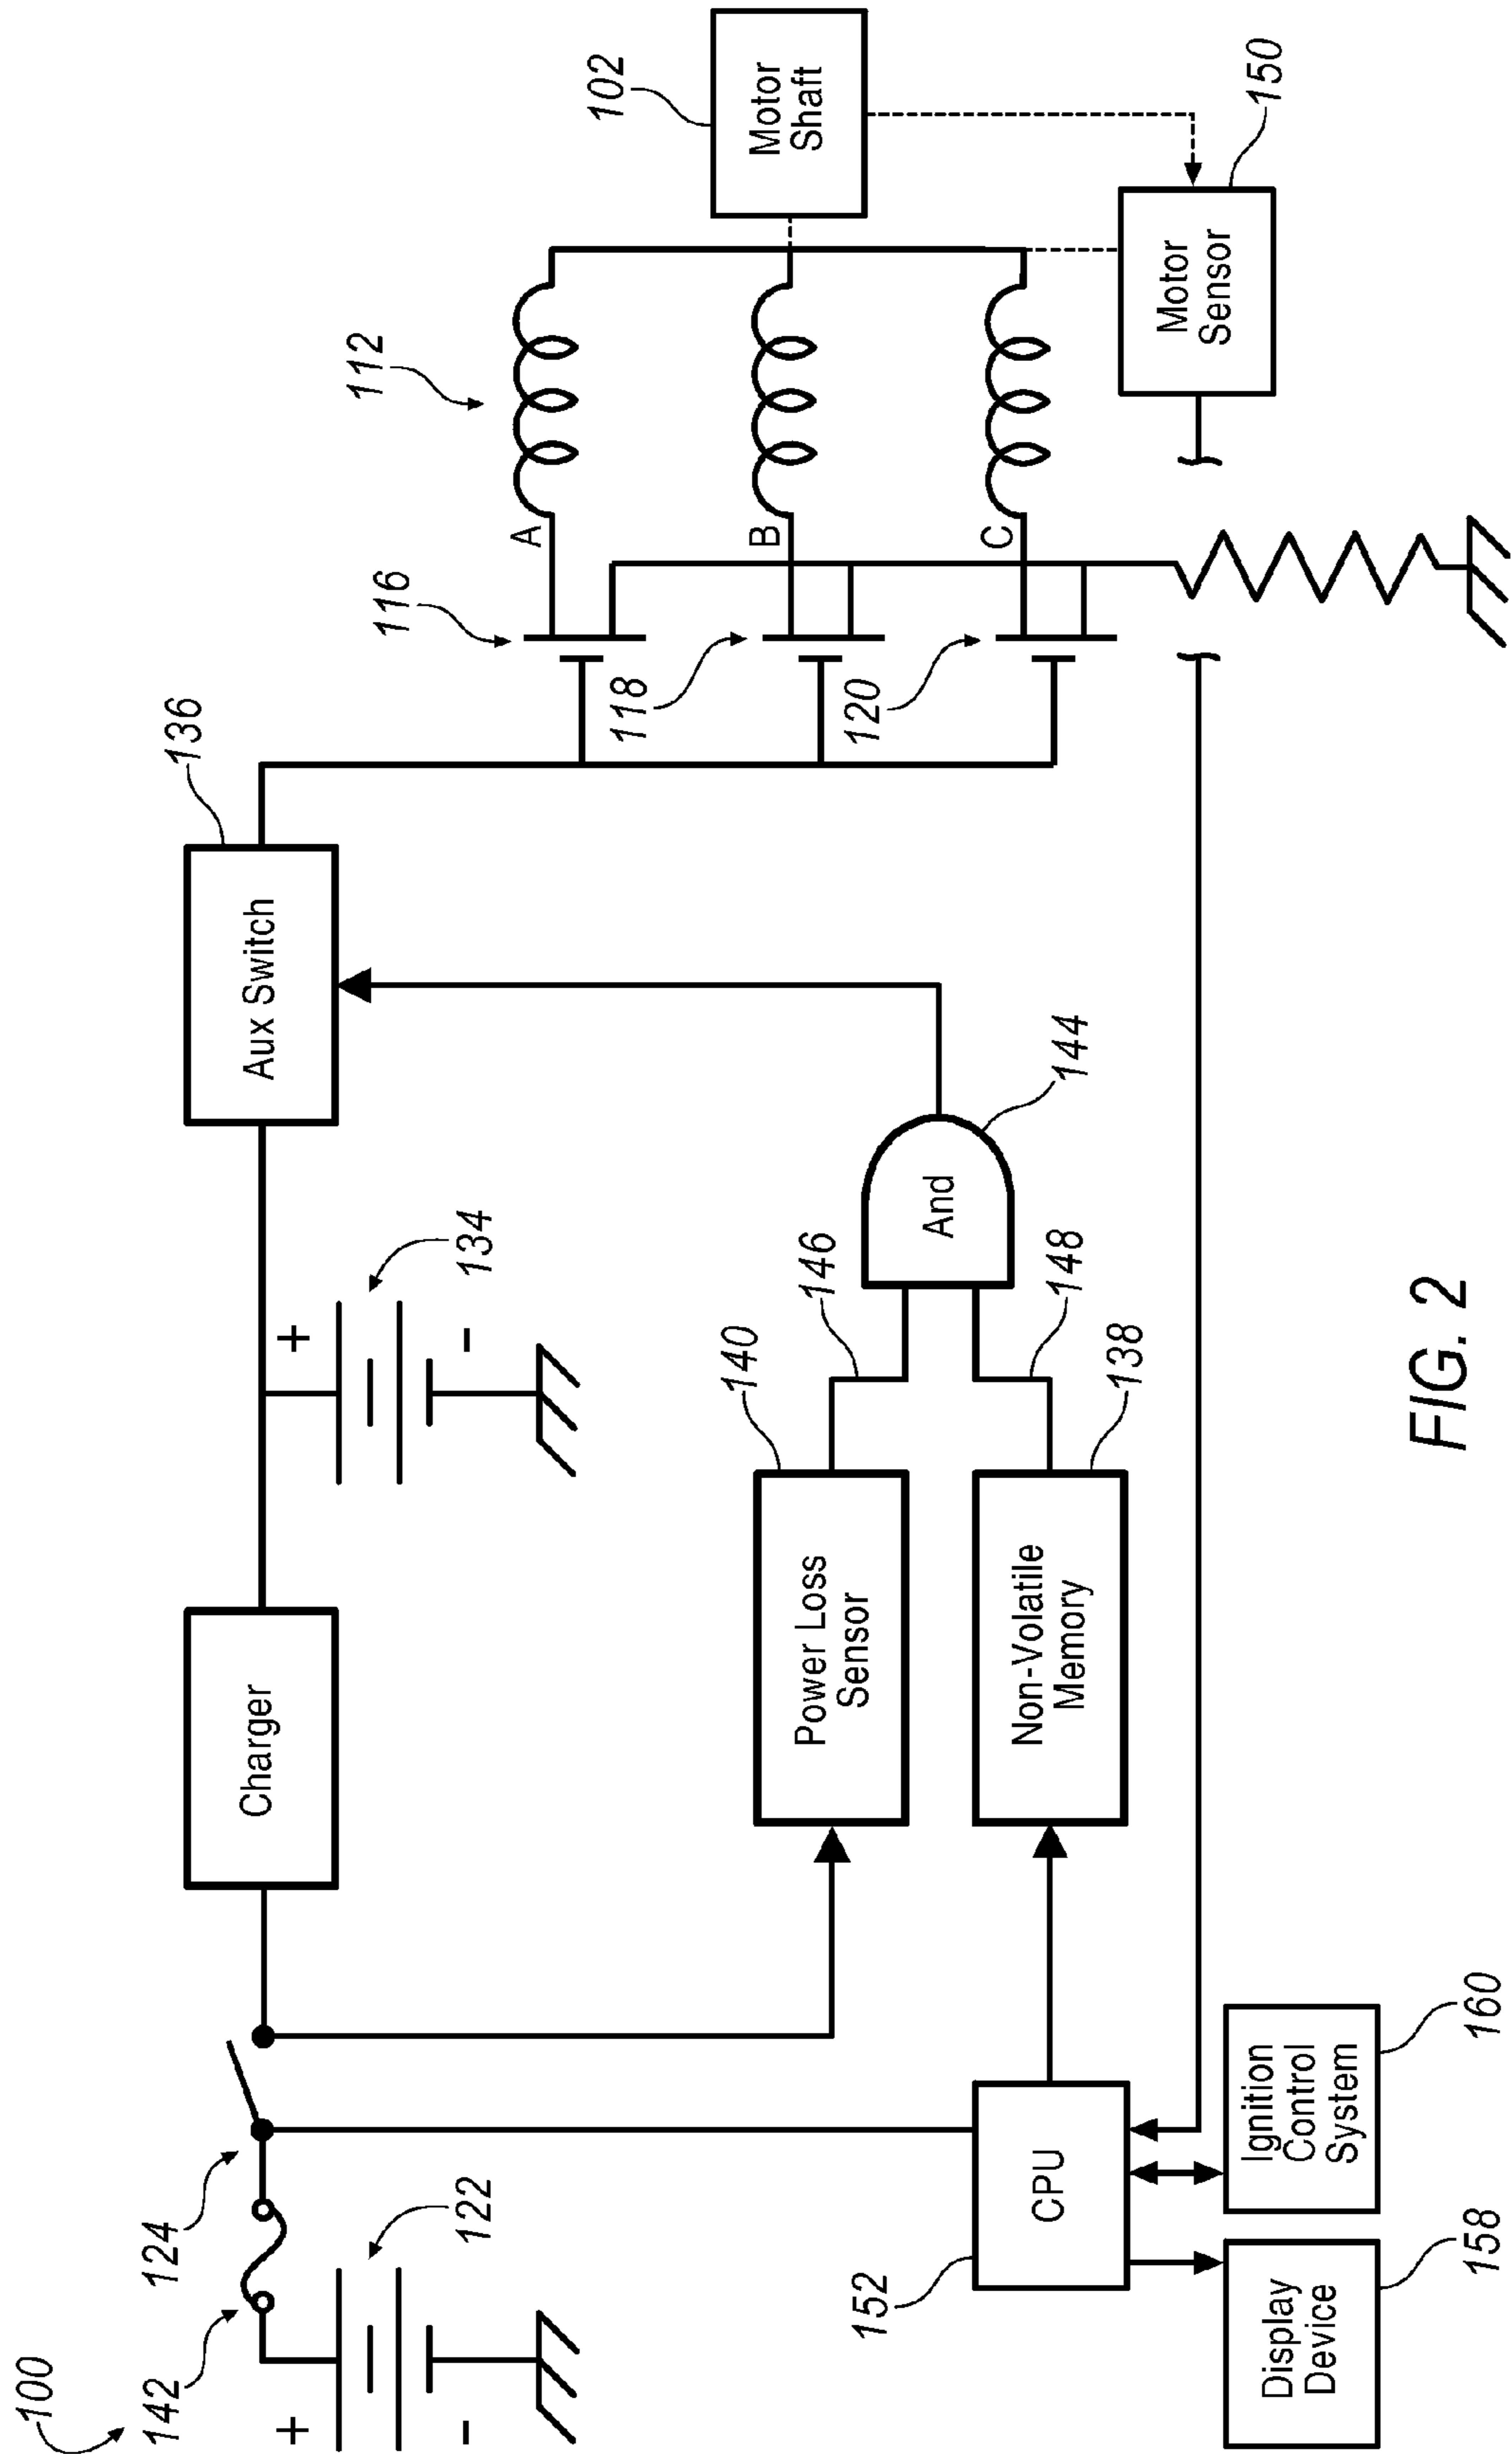 100
142
124
+
122
-
Charger
+
134
-
Aux Switch
136
140
Power Loss
Sensor
146
Non-Volatile
Memory
138
148
And
144
116
118
120
A
B
C
112
Motor
Shaft
102
Motor
Sensor
150
152
CPU
Display
Device
158
Ignition
Control
System
160
FIG. 2